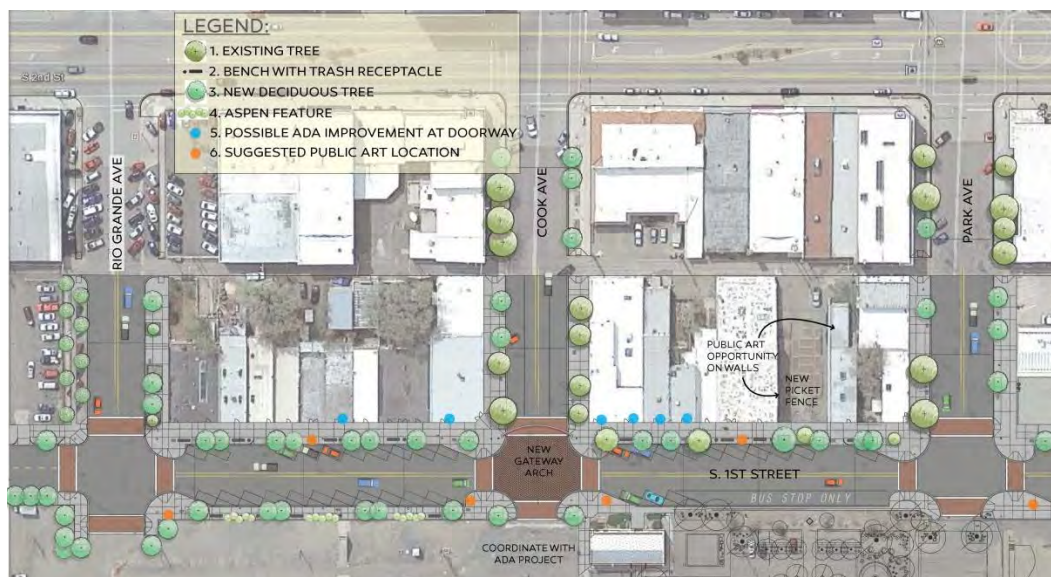 LEGEND:
1. EXISTING TREE
2. BENCH WITH TRASH RECEPTACLE
3. NEW DECIDUOUS TREE
4. ASPEN FEATURE
5. POSSIBLE ADA IMPROVEMENT AT DOORWAY
6. SUGGESTED PUBLIC ART LOCATION
S 2nd St
RIO GRANDE AVE
COOK AVE
PARK AVE
PUBLIC ART
OPPORTUNITY
ON WALLS
NEW
PICKET
FENCE
NEW
GATEWAY
ARCH
S. 1ST STREET
BUS STOP ONLY
COORDINATE WITH
ADA PROJECT